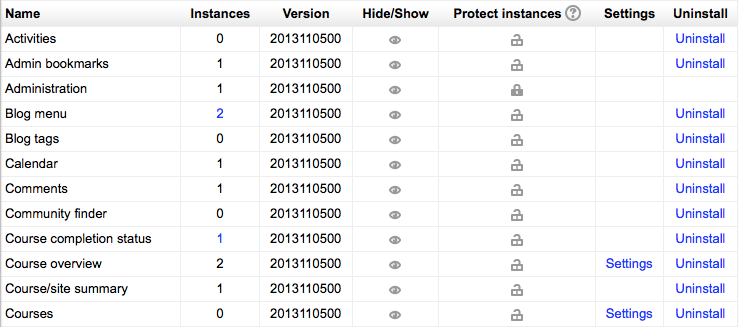 Name Instances Version Hide/Show Protect instances ? Settings Uninstall
Activities 0 2013110500 Uninstall
Admin bookmarks 1 2013110500 Uninstall
Administration 1 2013110500
Blog menu 2 2013110500 Uninstall
Blog tags 0 2013110500 Uninstall
Calendar 1 2013110500 Uninstall
Comments 1 2013110500 Uninstall
Community finder 0 2013110500 Uninstall
Course completion status 1 2013110500 Uninstall
Course overview 2 2013110500 Settings Uninstall
Course/site summary 1 2013110500 Uninstall
Courses 0 2013110500 Settings Uninstall